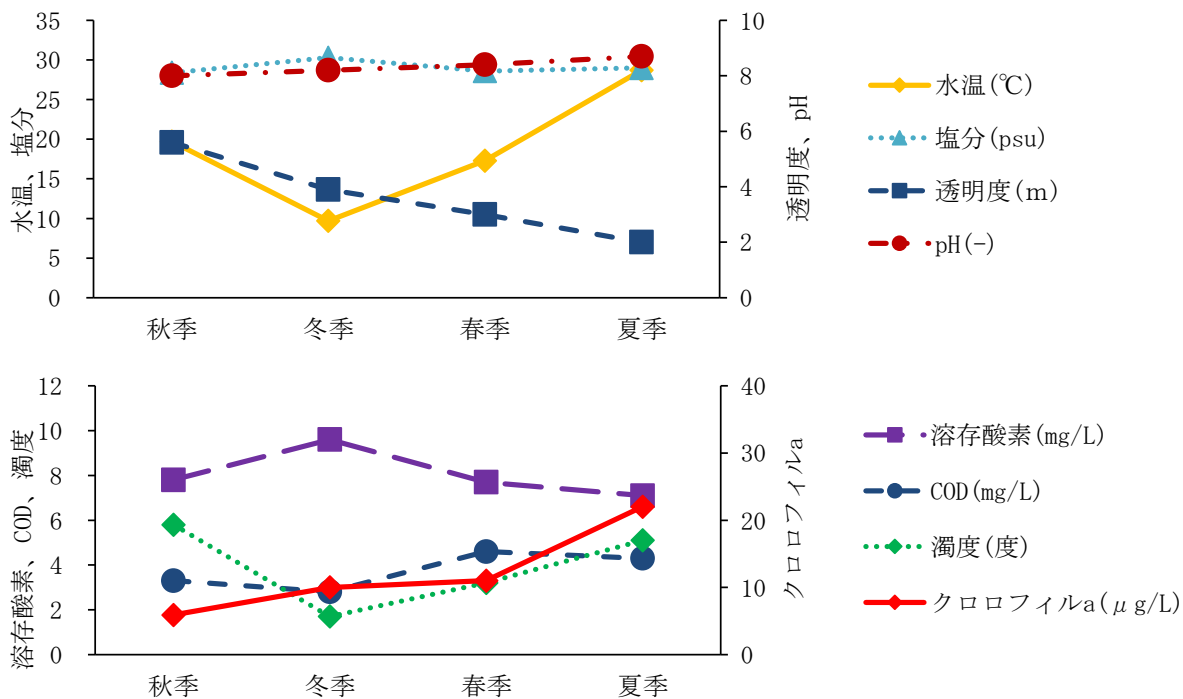 35
30
25
20
15
10
5
0
水温、塩分
10
8
6
4
2
0
透明度、pH
秋季
冬季
春季
夏季
水温(℃)
塩分(psu)
透明度(ｍ)
pH(-)
12
10
8
6
4
2
0
溶存酸素、COD、濁度
40
30
20
10
0
クロロフィルa
秋季
冬季
春季
夏季
溶存酸素(mg/L)
COD(mg/L)
濁度(度)
クロロフィルa(μg/L)